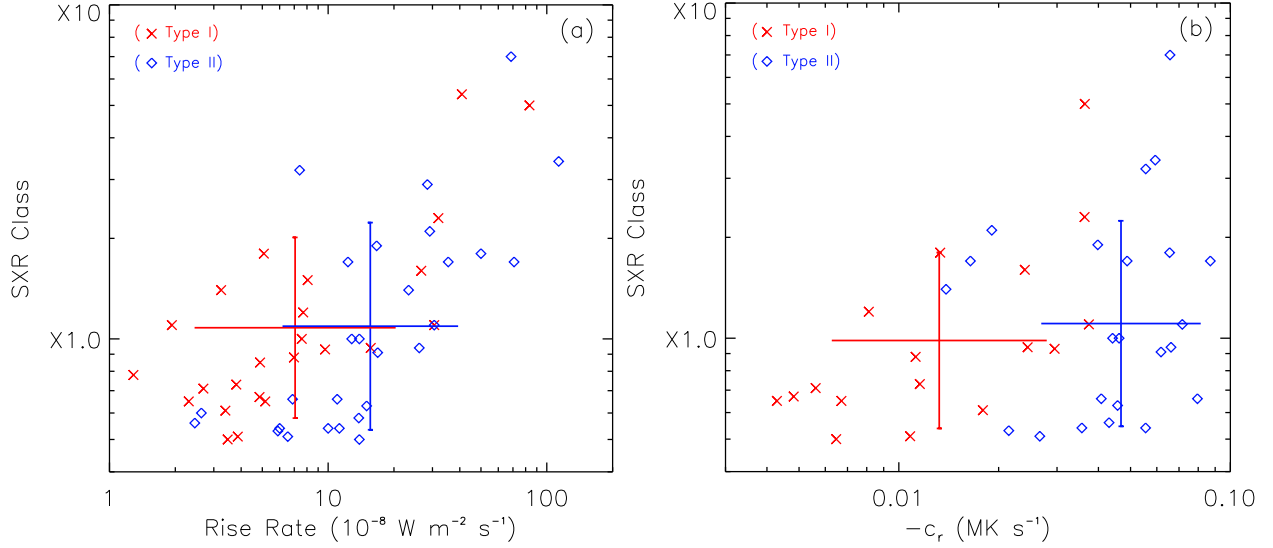 X10
(× Type I)
(◇ Type II)
(a)
SXR Class
X1.0
1 10 100
Rise Rate (10⁻⁸ W m⁻² s⁻¹)
X10
(× Type I)
(◇ Type II)
(b)
SXR Class
X1.0
0.01 0.10
−cᵣ (MK s⁻¹)